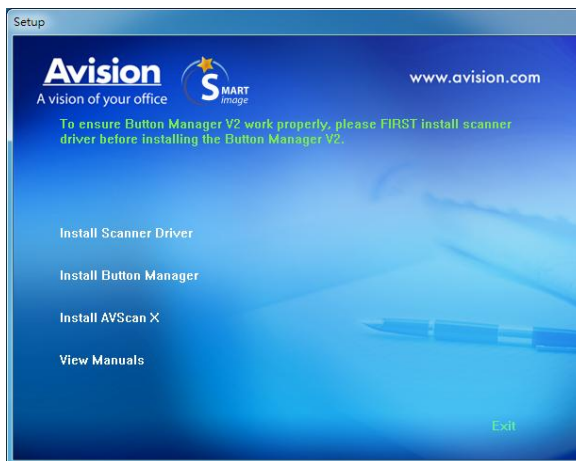 Setup
Avision
A vision of your office
SMART
image
www.avision.com
To ensure Button Manager V2 work properly, please FIRST install scanner
driver before installing the Button Manager V2.
Install Scanner Driver
Install Button Manager
Install AVScan X
View Manuals
Exit